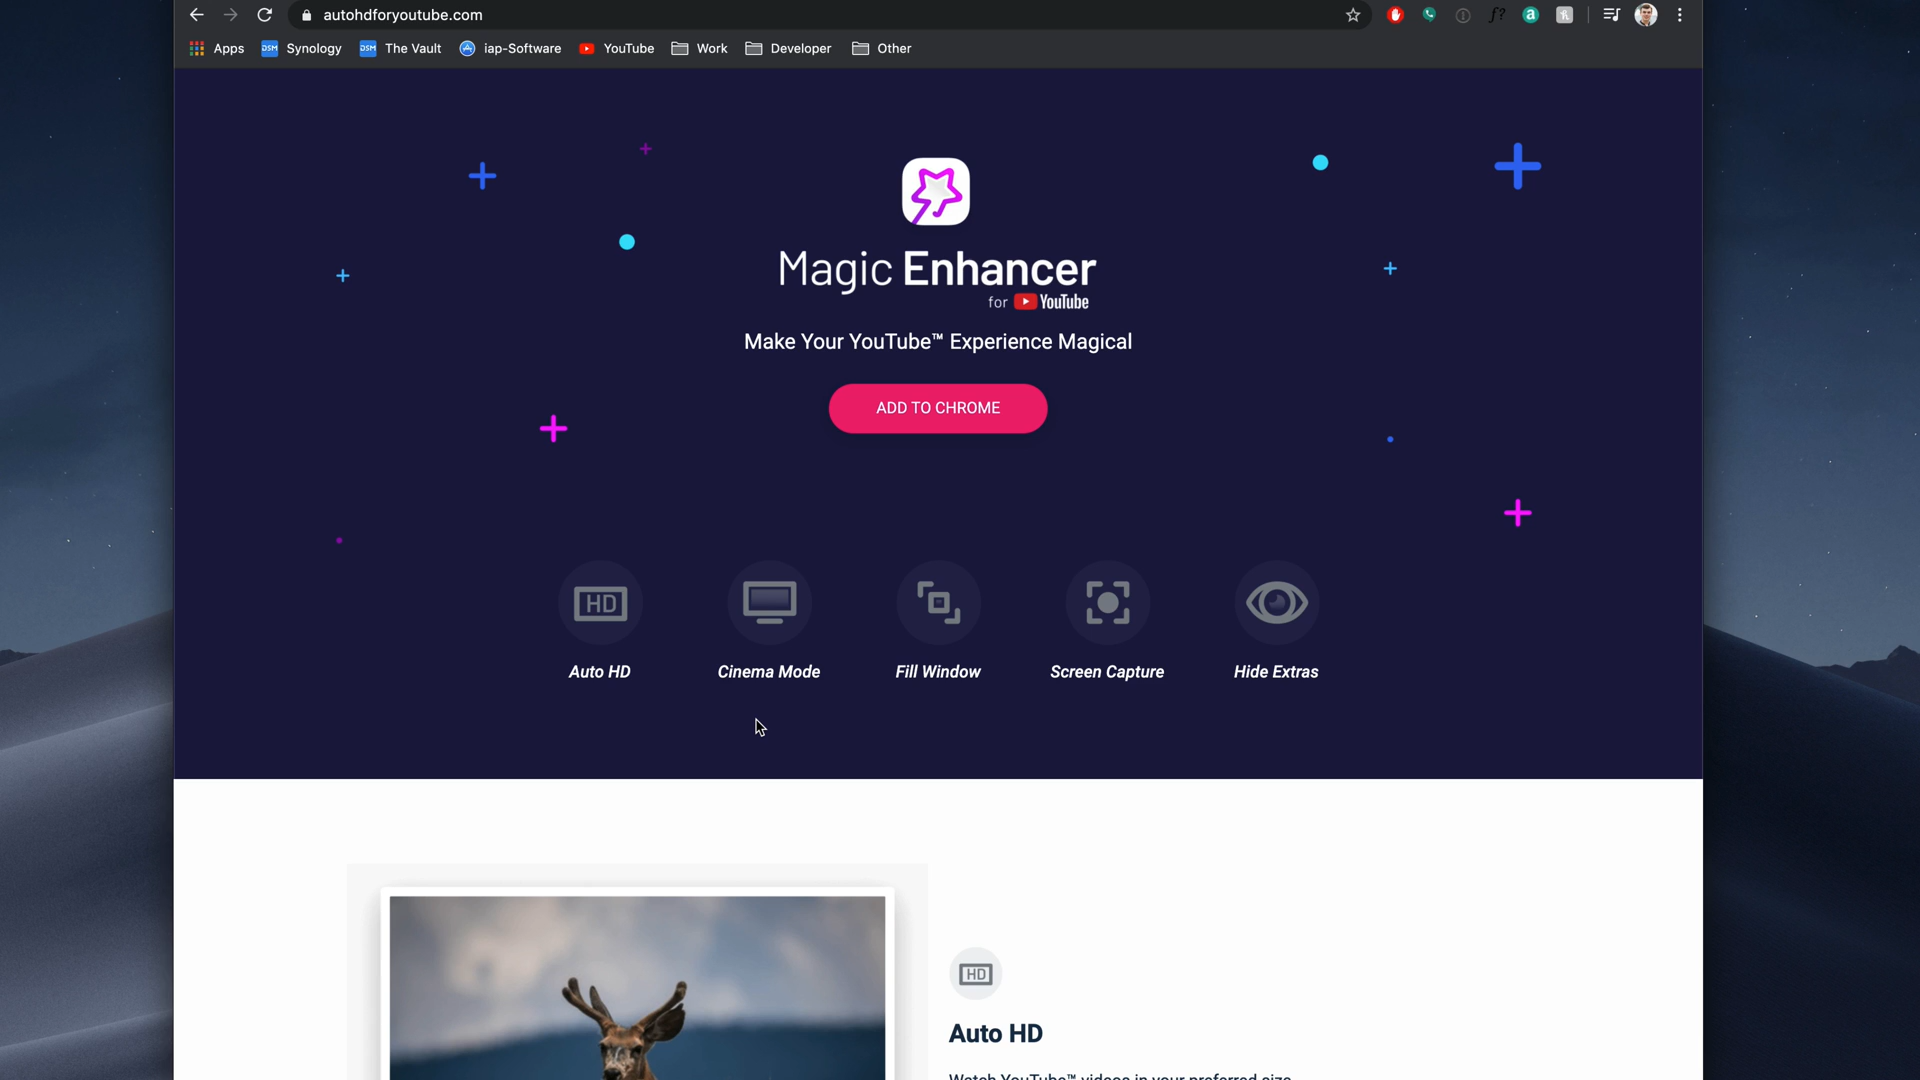 autohdforyoutube.com
f?
a
Apps
DSM Synology
DSM The Vault
iap-Software
YouTube
Work
Developer
Other
Magic Enhancer
for YouTube
Make Your YouTube™ Experience Magical
ADD TO CHROME
HD
Auto HD
Cinema Mode
Fill Window
Screen Capture
Hide Extras
HD
Auto HD
Watch YouTube™ videos in your preferred size